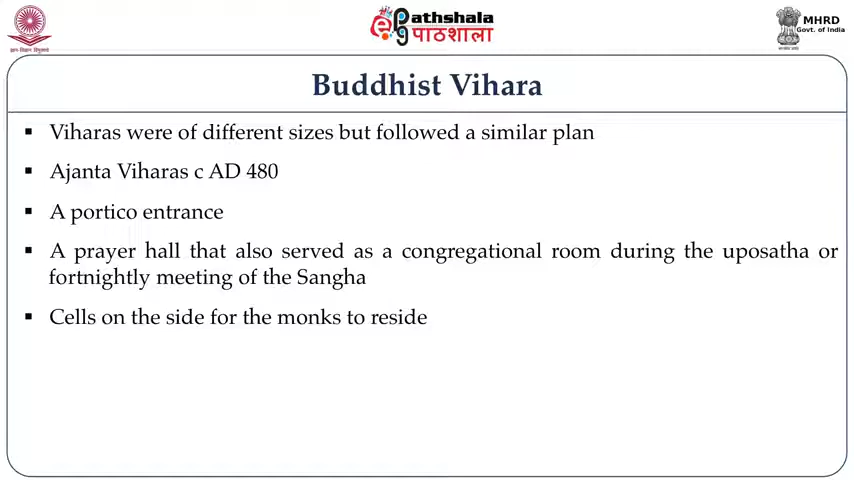 ePathshala
पाठशाला
MHRD
Govt. of India
Buddhist Vihara
▪ Viharas were of different sizes but followed a similar plan
▪ Ajanta Viharas c AD 480
▪ A portico entrance
▪ A prayer hall that also served as a congregational room during the uposatha or
fortnightly meeting of the Sangha
▪ Cells on the side for the monks to reside